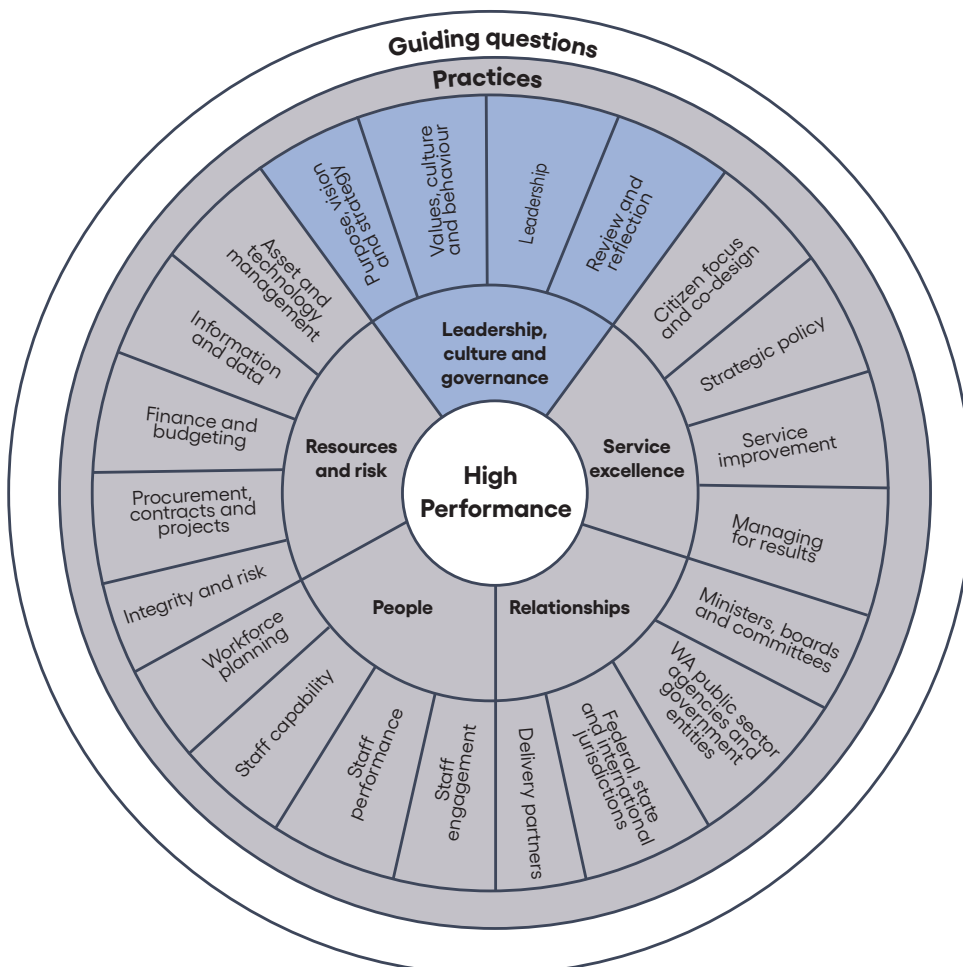 Guiding questions
Practices
Purpose, vision
and strategy
Values, culture
and behaviour
Leadership
Review and
reflection
Citizen focus
and co-design
Strategic policy
Service
improvement
Managing
for results
Ministers, boards
and committees
WA public sector
agencies and
government
entities
Federal, state
and international
jurisdictions
Delivery partners
Staff
engagement
Staff
performance
Staff capability
Workforce
planning
Integrity and risk
Procurement,
contracts and
projects
Finance and
budgeting
Information
and data
Asset and
technology
management
Leadership,
culture and
governance
Service
excellence
Relationships
People
Resources
and risk
High
Performance